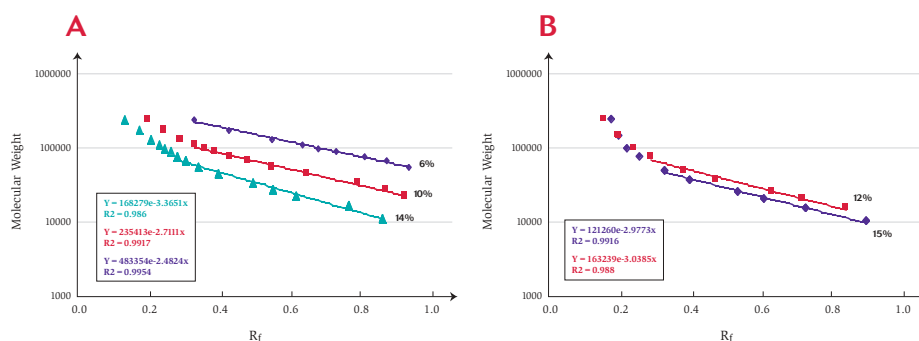 A
Molecular Weight
1000000
100000
10000
1000
6%
10%
14%
Y = 168279e-3.3651x
R2 = 0.986
Y = 235413e-2.7111x
R2 = 0.9917
Y = 483354e-2.4824x
R2 = 0.9954
0.0 0.2 0.4 0.6 0.8 1.0
Rf
B
Molecular Weight
1000000
100000
10000
1000
12%
15%
Y = 121260e-2.9773x
R2 = 0.9916
Y = 163239e-3.0385x
R2 = 0.988
0.0 0.2 0.4 0.6 0.8 1.0
Rf